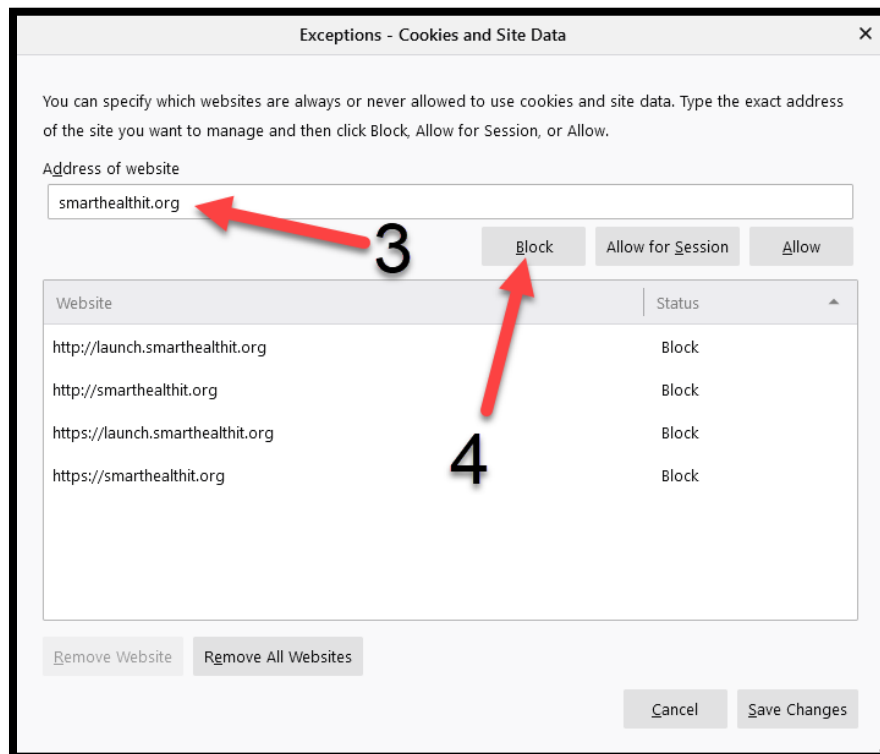 Exceptions - Cookies and Site Data
You can specify which websites are always or never allowed to use cookies and site data. Type the exact address
of the site you want to manage and then click Block, Allow for Session, or Allow.
Address of website
smarthealthit.org
3
Block Allow for Session Allow
Website Status
http://launch.smarthealthit.org Block
http://smarthealthit.org Block
https://launch.smarthealthit.org Block
4
https://smarthealthit.org Block
Remove Website Remove All Websites
Cancel Save Changes